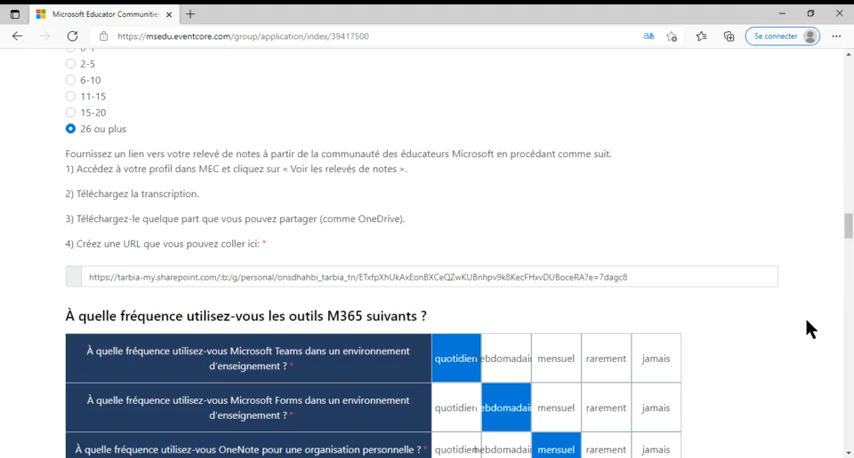 Microsoft Educator Communitie
https://msedu.eventcore.com/group/application/index/39417500
Se connecter
2-5
6-10
11-15
15-20
26 ou plus
Fournissez un lien vers votre relevé de notes à partir de la communauté des éducateurs Microsoft en procédant comme suit.
1) Accédez à votre profil dans MEC et cliquez sur « Voir les relevés de notes ».
2) Téléchargez la transcription.
3) Téléchargez-le quelque part que vous pouvez partager (comme OneDrive).
4) Créez une URL que vous pouvez coller ici: *
https://tarbia-my.sharepoint.com/:b:/g/personal/onsdhahbi_tarbia_tn/ETxfpXhUkAxEonBXCeQZwKUBnhpv9k8KecFHxvDUBoceRA?e=7dagc8
À quelle fréquence utilisez-vous les outils M365 suivants ?
À quelle fréquence utilisez-vous Microsoft Teams dans un environnement
d'enseignement ? *
quotidien ebdomadair mensuel rarement jamais
À quelle fréquence utilisez-vous Microsoft Forms dans un environnement
d'enseignement ? *
quotidien ebdomadair mensuel rarement jamais
À quelle fréquence utilisez-vous OneNote pour une organisation personnelle ? * quotidien hebdomadair mensuel rarement jamais